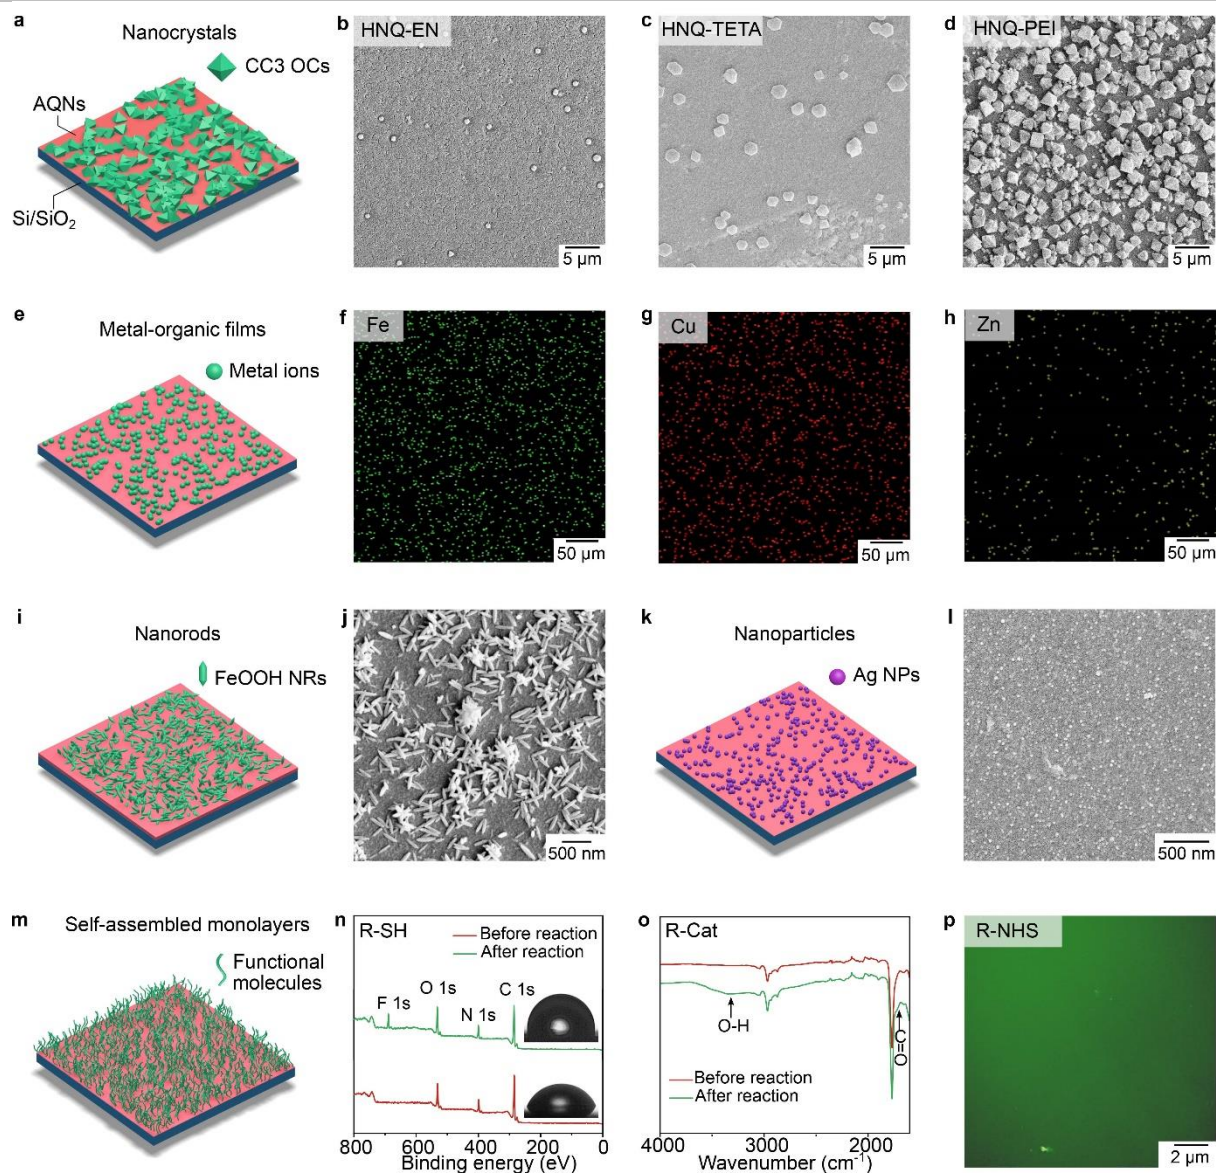 a
Nanocrystals
CC3 OCs
AQNs
Si/SiO2
b
HNQ-EN
5 μm
c
HNQ-TETA
5 μm
d
HNQ-PEI
5 μm
e
Metal-organic films
Metal ions
f
Fe
50 μm
g
Cu
50 μm
h
Zn
50 μm
i
Nanorods
FeOOH NRs
j
500 nm
k
Nanoparticles
Ag NPs
l
500 nm
m
Self-assembled monolayers
Functional
molecules
n
R-SH
Before reaction
After reaction
F 1s
O 1s
N 1s
C 1s
800 600 400 200 0
Binding energy (eV)
o
R-Cat
O-H
C=O
Before reaction
After reaction
4000 3000 2000
Wavenumber (cm-1)
p
R-NHS
2 μm